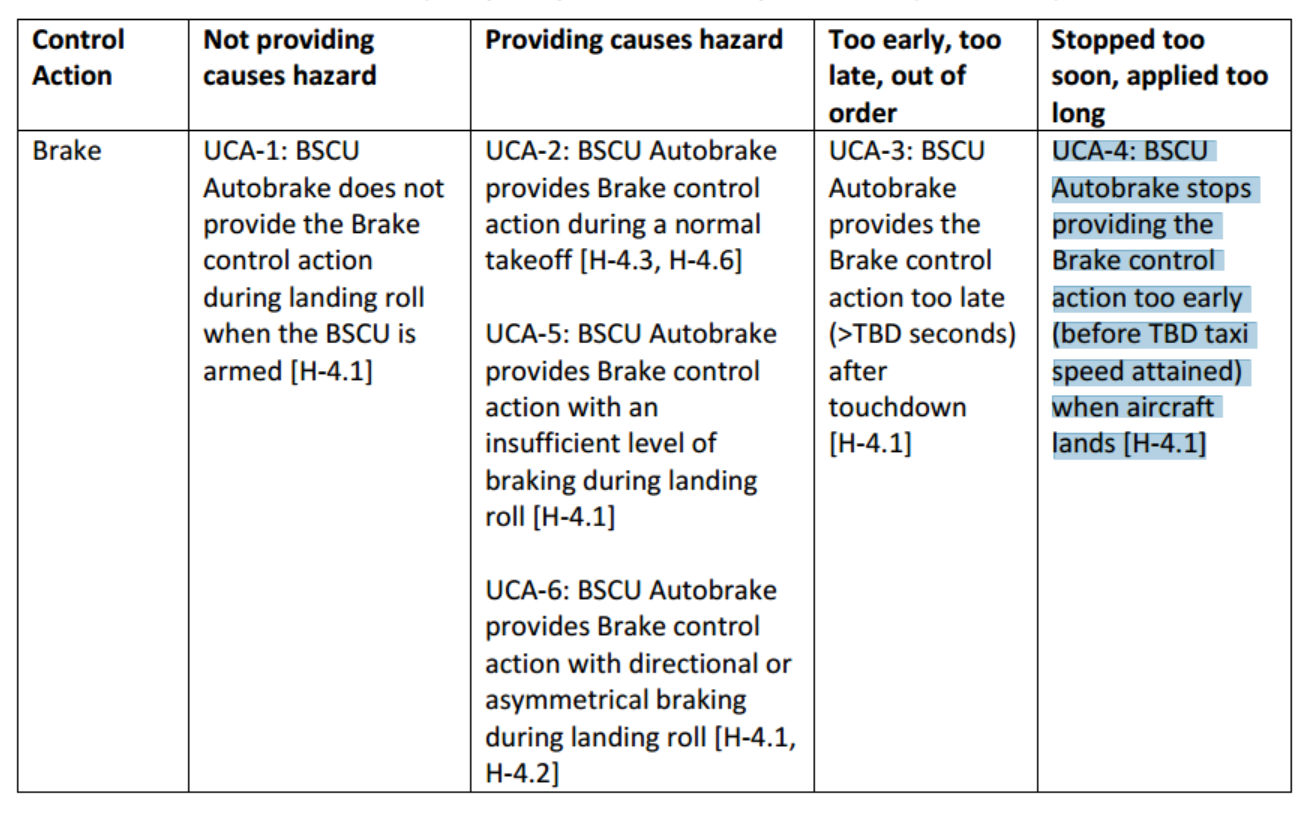 Control
Action
Not providing
causes hazard
Providing causes hazard
Too early, too
late, out of
order
Stopped too
soon, applied too
long
Brake
UCA-1: BSCU
Autobrake does not
provide the Brake
control action
during landing roll
when the BSCU is
armed [H-4.1]
UCA-2: BSCU Autobrake
provides Brake control
action during a normal
takeoff [H-4.3, H-4.6]
UCA-5: BSCU Autobrake
provides Brake control
action with an
insufficient level of
braking during landing
roll [H-4.1]
UCA-6: BSCU Autobrake
provides Brake control
action with directional or
asymmetrical braking
during landing roll [H-4.1,
H-4.2]
UCA-3: BSCU
Autobrake
provides the
Brake control
action too late
(>TBD seconds)
after
touchdown
[H-4.1]
UCA-4: BSCU
Autobrake stops
providing the
Brake control
action too early
(before TBD taxi
speed attained)
when aircraft
lands [H-4.1]